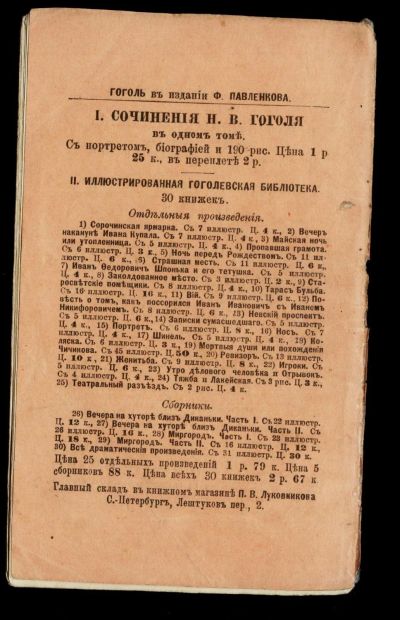 ГОГОЛЬ въ изданіи Ф. ПАВЛЕНКОВА.
I. СОЧИНЕНІЯ Н. В. ГОГОЛЯ
въ одномъ томѣ.
Съ портретомъ, біографіей и 190 рис. Цѣна 1 р
25 к., въ переплетѣ 2 р.
II. ИЛЛЮСТРИРОВАННАЯ ГОГОЛЕВСКАЯ БИБЛІОТЕКА.
30 книжекъ.
Отдѣльныя произведенія.
1) Сорочинская ярмарка. Съ 7 иллюстр. Ц. 4 к., 2) Вечеръ
наканунѣ Ивана Купала. Съ 7 иллюстр. Ц. 4 к., 3) Майская ночь
или утопленница. Съ 5 иллюстр. Ц. 4 к., 4) Пропавшая грамота.
Съ 6 иллюстр. Ц. 3 к., 5) Ночь передъ Рождествомъ. Съ 11 ил-
люстр. Ц. 6 к., 6) Страшная месть. Съ 11 иллюстр. Ц. 6 к.,
7) Иванъ Федоровичъ Шпонька и его тетушка. Съ 5 иллюстр.
Ц. 4 к., 8) Заколдованное мѣсто. Съ 3 иллюстр. Ц. 2 к., 9) Ста-
росвѣтскіе помѣщики. Съ 8 иллюстр. Ц. 4 к., 10) Тарасъ Бульба.
Съ 16 иллюстр. Ц. 16 к., 11) Вій. Съ 9 иллюстр. Ц. 6 к., 12) По-
вѣсть о томъ, какъ поссорился Иванъ Ивановичъ съ Иваномъ
Никифоровичемъ. Съ 8 иллюстр. Ц. 6 к., 13) Невскій проспектъ.
Съ 5 иллюстр. Ц. 6 к., 14) Записки сумасшедшаго. Съ 5 иллюстр.
Ц. 4 к., 15) Портретъ. Съ 6 иллюстр. Ц. 8 к., 16) Носъ. Съ 7
иллюстр. Ц. 4 к., 17) Шинель. Съ 5 иллюстр. Ц. 4 к., 18) Ко-
ляска. Съ 6 иллюстр. Ц. 3 к., 19) Мертвыя души или похожденія
Чичикова. Съ 45 иллюстр. Ц. 50 к., 20) Ревизоръ. Съ 13 иллюстр.
Ц. 10 к., 21) Женитьба. Съ 9 иллюстр. Ц. 8 к., 22) Игроки. Съ
5 иллюстр. Ц. 6 к., 23) Утро дѣлового человѣка и Отрывокъ.
Съ 4 иллюстр. Ц. 4 к., 24) Тяжба и Лакейская. Съ 3 рис. Ц. 3 к.,
25) Театральный разъѣздъ. Съ 2 рис. Ц. 4 к.
Сборники.
26) Вечера на хуторѣ близъ Диканьки. Часть I. Съ 22 иллюстр.
Ц. 12 к., 27) Вечера на хуторѣ близъ Диканьки. Часть II. Съ
26 иллюстр. Ц. 16 к., 28) Миргородъ. Часть I. Съ 23 иллюстр.
Ц. 18 к., 29) Миргородъ. Часть II. Съ 16 иллюстр. Ц. 12 к.,
30) Всѣ драматическія произведенія. Съ 31 иллюстр. Ц. 30 к.
Цѣна 25 отдѣльныхъ произведеній 1 р. 79 к. Цѣна 5
сборниковъ 88 к. Цѣна всѣхъ 30 книжекъ 2 р. 67 к.
Главный складъ въ книжномъ магазинѣ П. В. Луковникова
С.-Петербургъ, Лештуковъ пер., 2.